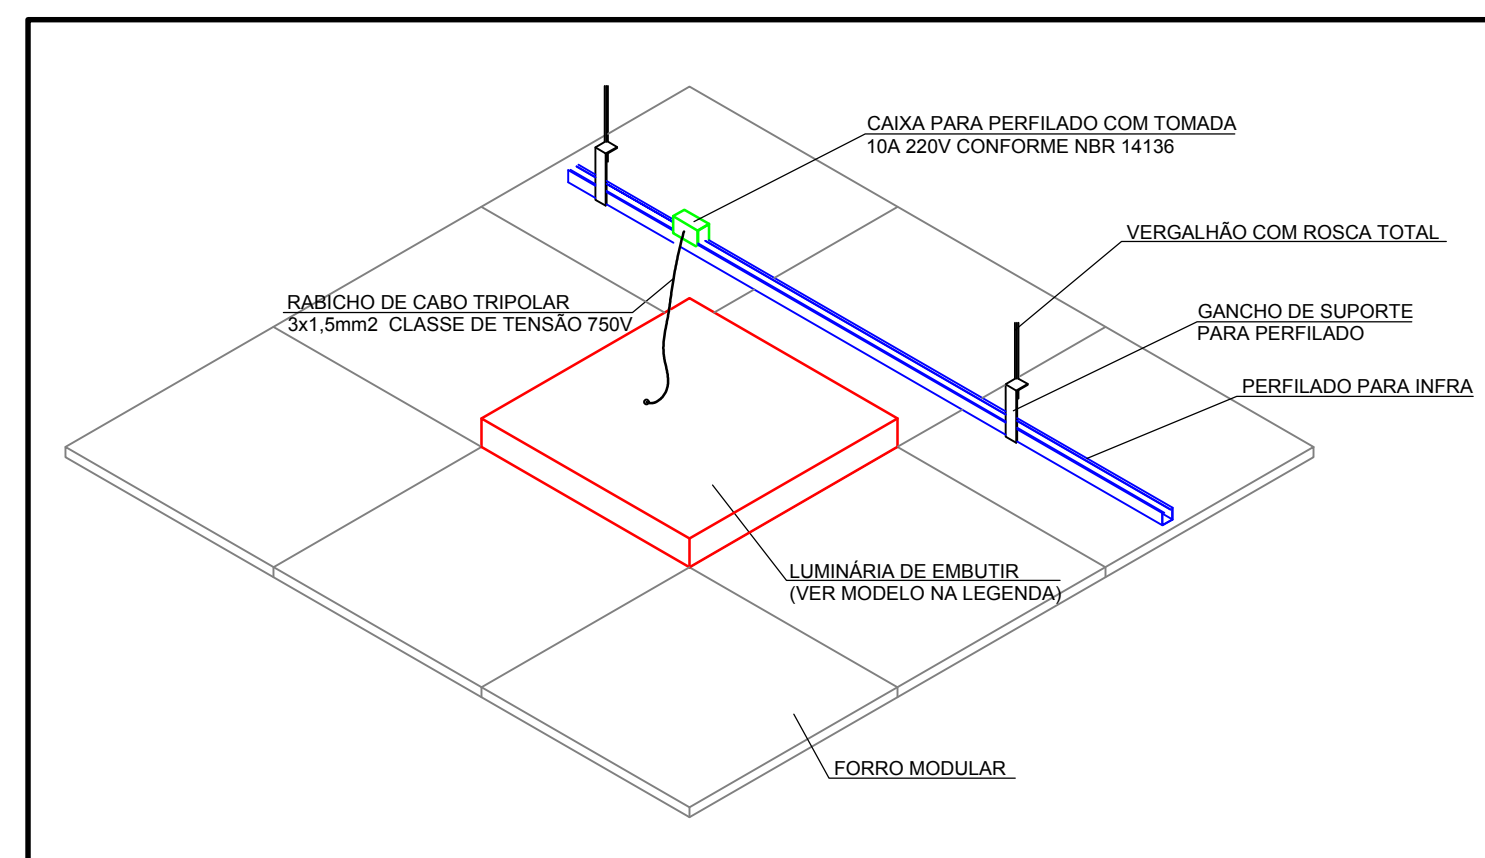 CAIXA PARA PERFILADO COM TOMADA
10A 220V CONFORME NBR 14136
VERGALHÃO COM ROSCA TOTAL
RABICHO DE CABO TRIPOLAR
3x1,5mm2 CLASSE DE TENSÃO 750V
GANCHO DE SUPORTE
PARA PERFILADO
PERFILADO PARA INFRA
LUMINÁRIA DE EMBUTIR
(VER MODELO NA LEGENDA)
FORRO MODULAR